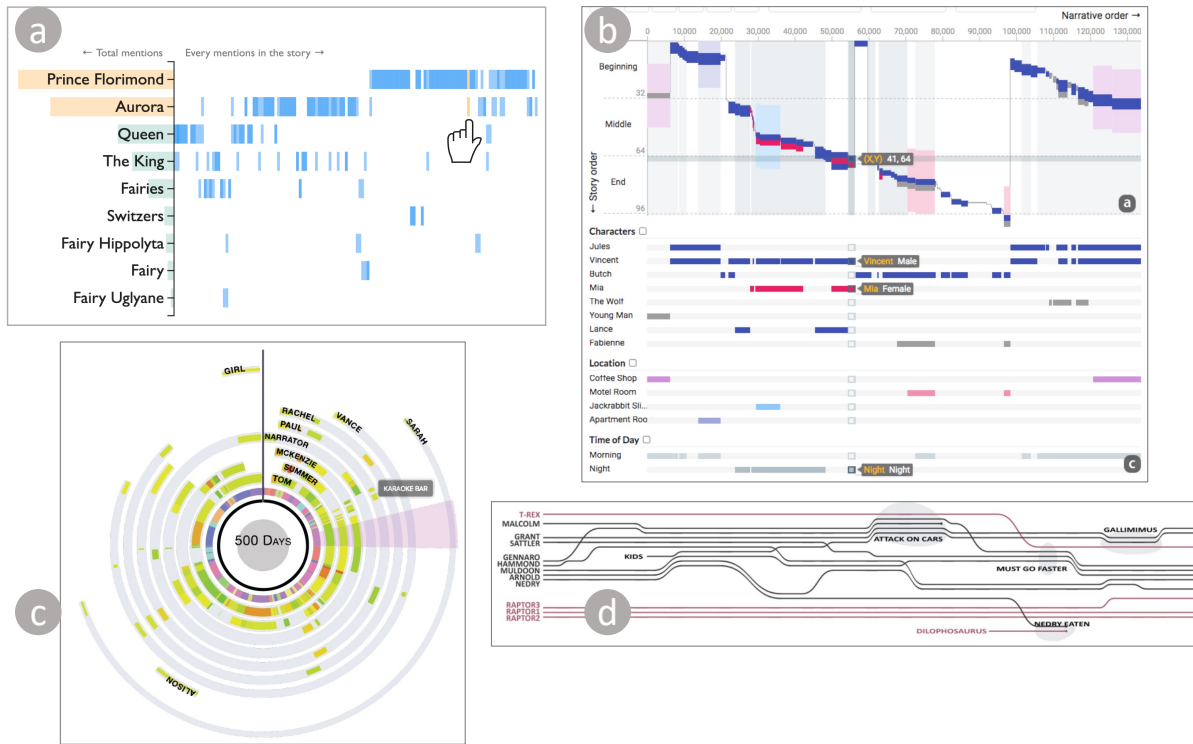 a
← Total mentions Every mentions in the story →
Prince Florimond
Aurora
Queen
The King
Fairies
Switzers
Fairy Hippolyta
Fairy
Fairy Uglyane
b
Narrative order →
0 10,000 20,000 30,000 40,000 50,000 60,000 70,000 80,000 90,000 100,000 110,000 120,000 130,000
← Story order
Beginning
32
Middle
64
(X,Y) 41, 64
End
96
a
Characters
Jules
Vincent
Vincent Male
Butch
Mia
Mia Female
The Wolf
Young Man
Lance
Fabienne
Location
Coffee Shop
Motel Room
Jackrabbit Sli...
Apartment Roo
Time of Day
Morning
Night
Night Night
c
c
GIRL
RACHEL
VANCE
SARAH
PAUL
NARRATOR
MCKENZIE
SUMMER
TOM
KARAOKE BAR
500 DAYS
ALISON
d
T-REX
MALCOLM
GRANT
SATTLER
KIDS
GENNARO
HAMMOND
MULDOON
ARNOLD
NEDRY
RAPTOR3
RAPTOR1
RAPTOR2
ATTACK ON CARS
GALLIMIMUS
MUST GO FASTER
NEDRY EATEN
DILOPHOSAURUS